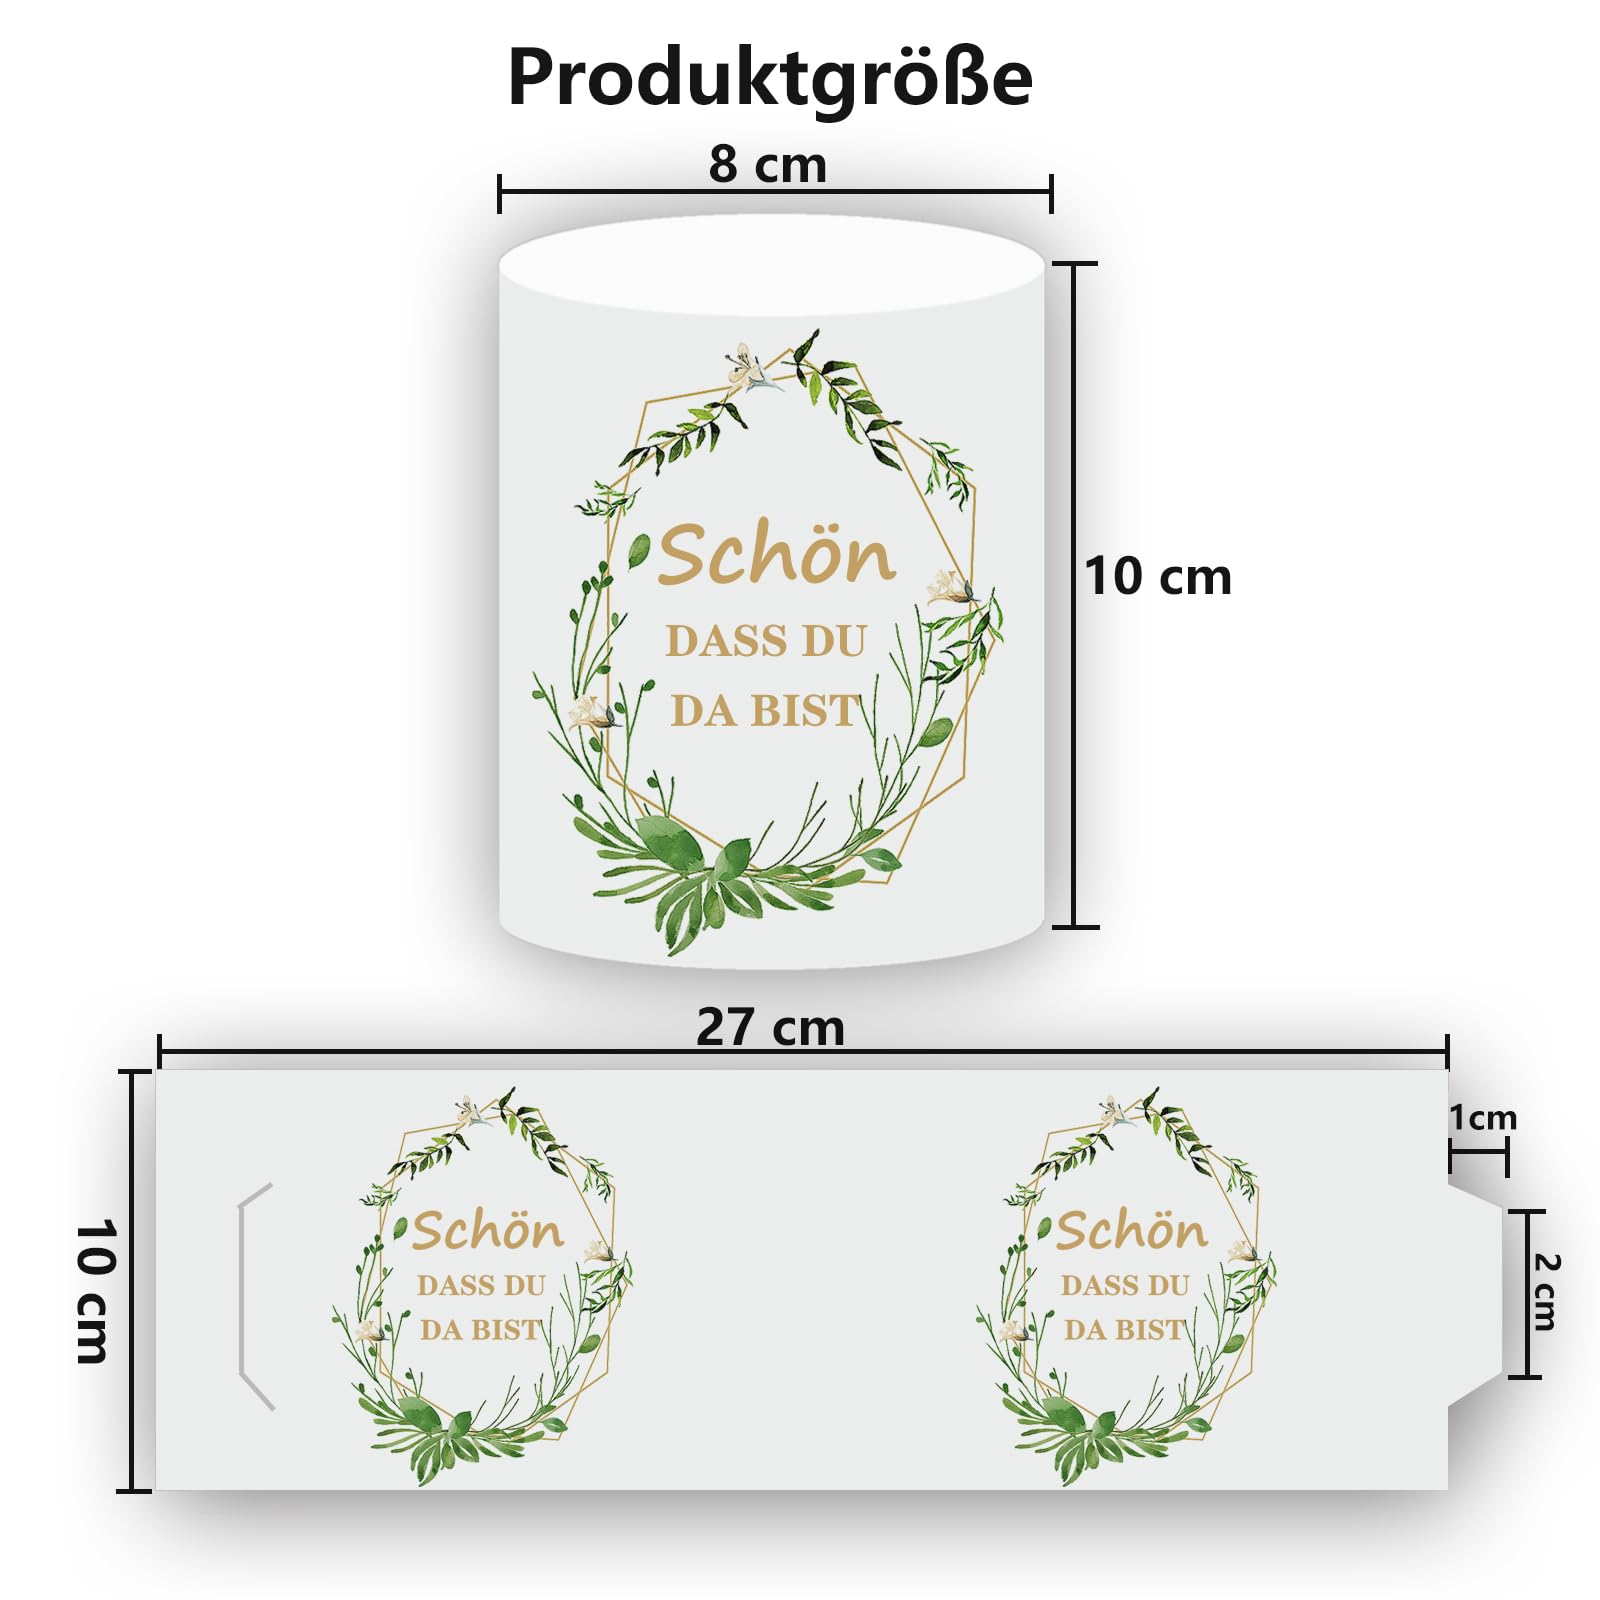 Produktgröße
8 cm
10 cm
Schön
DASS DU
DA BIST
27 cm
1cm
10 cm
2 cm
Schön
DASS DU
DA BIST
Schön
DASS DU
DA BIST